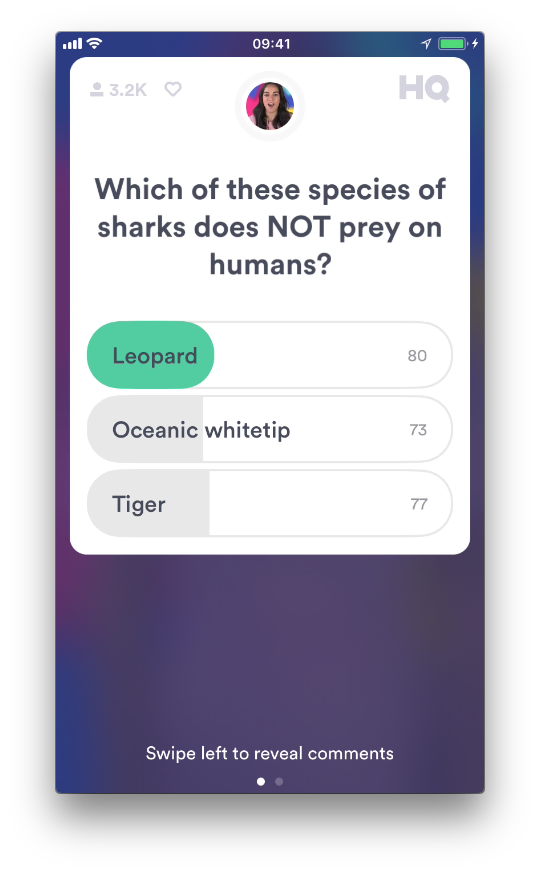 09:41
3.2K
HQ
Which of these species of
sharks does NOT prey on
humans?
Leopard 80
Oceanic whitetip 73
Tiger 77
Swipe left to reveal comments